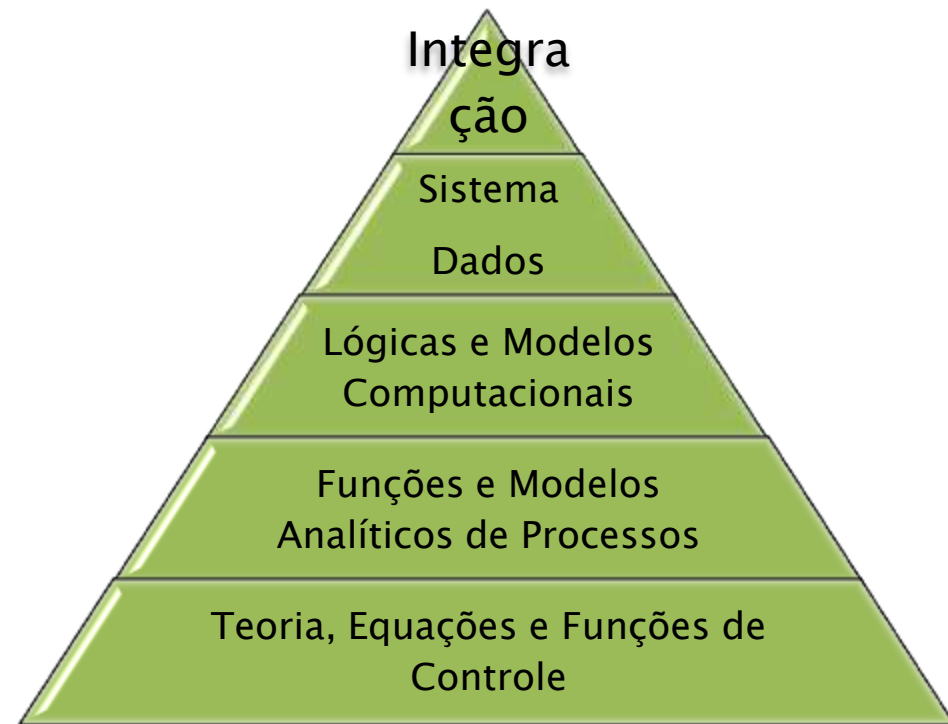 Integra
ção
Sistema
Dados
Lógicas e Modelos
Computacionais
Funções e Modelos
Analíticos de Processos
Teoria, Equações e Funções de
Controle